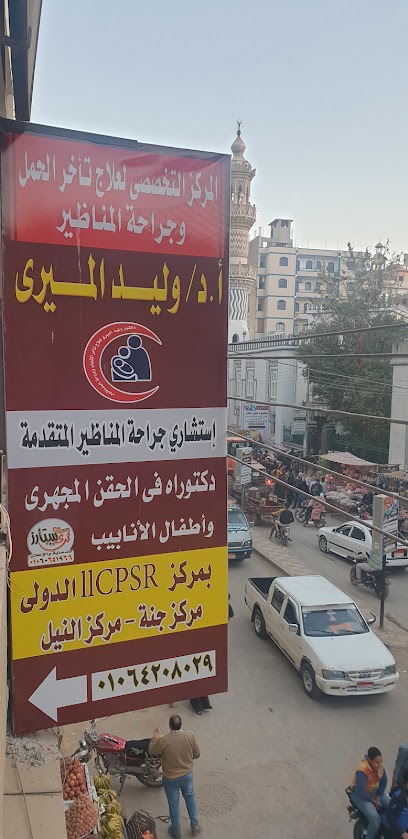 المركز التخصصى لعلاج تأخر الحمل
وجراحة المناظير
أ.د/ وليد الميرى
إستشاري جراحة المناظير المتقدمة
دكتوراه فى الحقن المجهرى
وأطفال الأنابيب
بمركز IICPSR الدولى
مركز جنة - مركز النيل
٠١٠٦٤٢٠٨٠٢٩